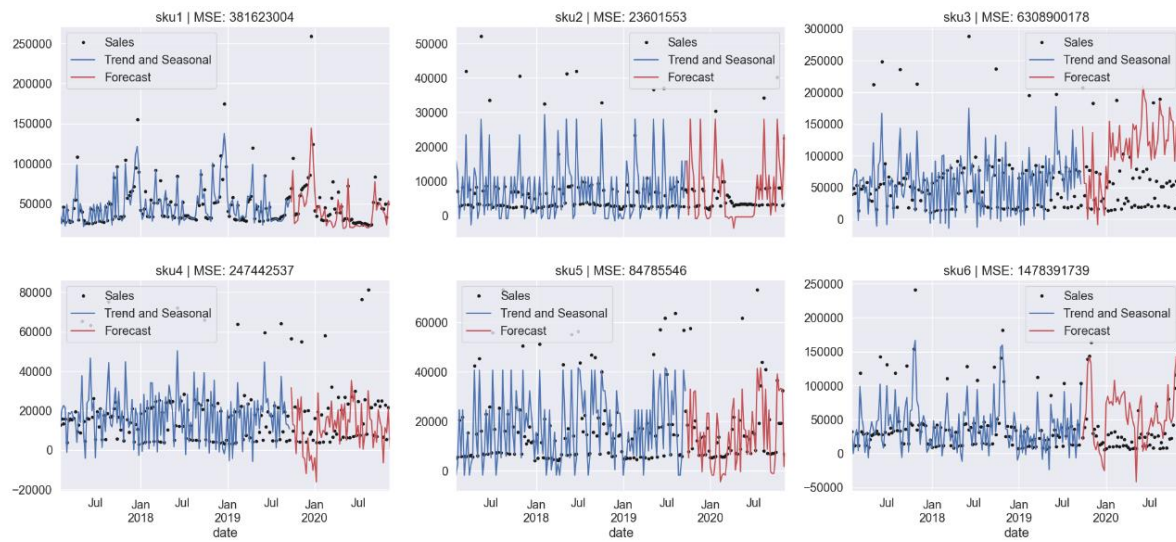 sku1 | MSE: 381623004
250000
200000
150000
100000
50000
Sales
Trend and Seasonal
Forecast
sku2 | MSE: 23601553
50000
40000
30000
20000
10000
0
Sales
Trend and Seasonal
Forecast
sku3 | MSE: 6308900178
300000
250000
200000
150000
100000
50000
0
Sales
Trend and Seasonal
Forecast
sku4 | MSE: 247442537
80000
60000
40000
20000
0
−20000
Sales
Trend and Seasonal
Forecast
Jul Jan Jul Jan Jul Jan Jul
2018 2019 2020
date
sku5 | MSE: 84785546
60000
40000
20000
0
Sales
Trend and Seasonal
Forecast
Jul Jan Jul Jan Jul Jan Jul
2018 2019 2020
date
sku6 | MSE: 1478391739
250000
200000
150000
100000
50000
0
−50000
Sales
Trend and Seasonal
Forecast
Jul Jan Jul Jan Jul Jan Jul
2018 2019 2020
date